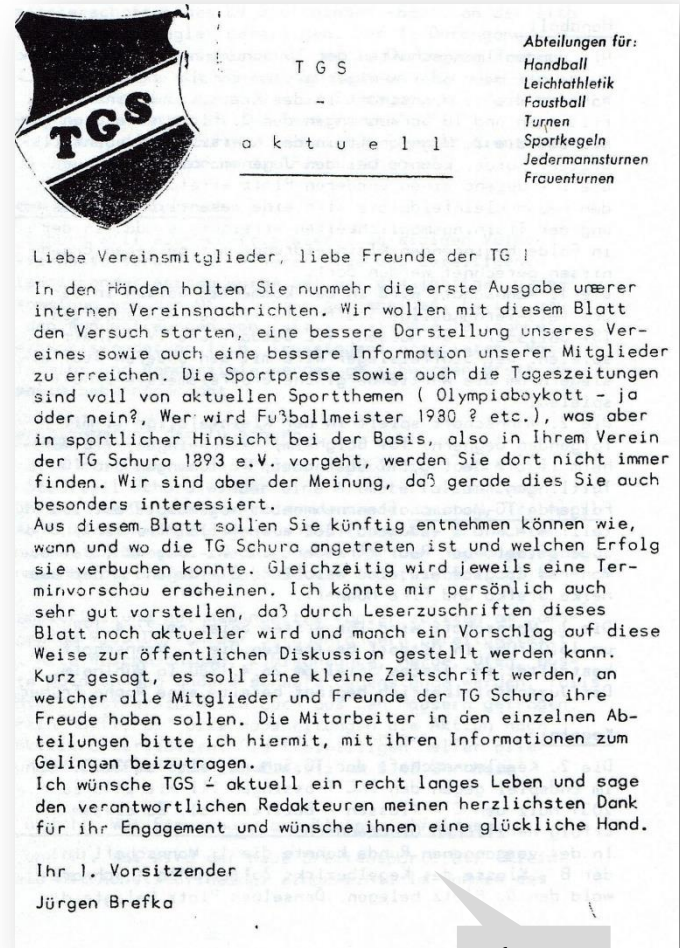 TGS
T G S
-
a k t u e l l
Abteilungen für:
Handball
Leichtathletik
Faustball
Turnen
Sportkegeln
Jedermannsturnen
Frauenturnen
Liebe Vereinsmitglieder, liebe Freunde der TG !
In den Händen halten Sie nunmehr die erste Ausgabe unserer
internen Vereinsnachrichten. Wir wollen mit diesem Blatt
den Versuch starten, eine bessere Darstellung unseres Ver-
eines sowie auch eine bessere Information unserer Mitglieder
zu erreichen. Die Sportpresse sowie auch die Tageszeitungen
sind voll von aktuellen Sportthemen ( Olympiaboykott - ja
oder nein?, Wer wird Fußballmeister 1980 ? etc.), was aber
in sportlicher Hinsicht bei der Basis, also in Ihrem Verein
der TG Schura 1893 e.V. vorgeht, werden Sie dort nicht immer
finden. Wir sind aber der Meinung, daß gerade dies Sie auch
besonders interessiert.
Aus diesem Blatt sollen Sie künftig entnehmen können wie,
wann und wo die TG Schura angetreten ist und welchen Erfolg
sie verbuchen konnte. Gleichzeitig wird jeweils eine Ter-
minvorschau erscheinen. Ich könnte mir persönlich auch
sehr gut vorstellen, daß durch Leserzuschriften dieses
Blatt noch aktueller wird und manch ein Vorschlag auf diese
Weise zur öffentlichen Diskussion gestellt werden kann.
Kurz gesagt, es soll eine kleine Zeitschrift werden, an
welcher alle Mitglieder und Freunde der TG Schura ihre
Freude haben sollen. Die Mitarbeiter in den einzelnen Ab-
teilungen bitte ich hiermit, mit ihren Informationen zum
Gelingen beizutragen.
Ich wünsche TGS - aktuell ein recht langes Leben und sage
den verantwortlichen Redakteuren meinen herzlichsten Dank
für ihr Engagement und wünsche ihnen eine glückliche Hand.
Ihr 1. Vorsitzender
Jürgen Brefka